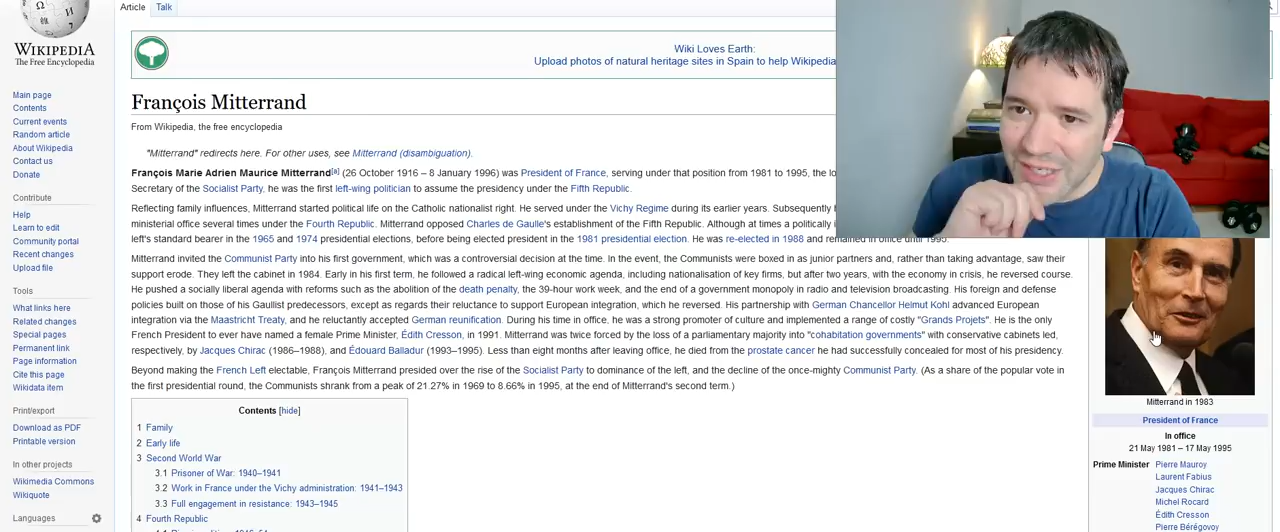 WIKIPEDIA
The Free Encyclopedia
Main page
Contents
Current events
Random article
About Wikipedia
Contact us
Donate
Contribute
Help
Learn to edit
Community portal
Recent changes
Upload file
Tools
What links here
Related changes
Special pages
Permanent link
Page information
Cite this page
Wikidata item
Print/export
Download as PDF
Printable version
In other projects
Wikimedia Commons
Wikiquote
Languages
Article Talk
Wiki Loves Earth:
Upload photos of natural heritage sites in Spain to help Wikipedia
François Mitterrand
From Wikipedia, the free encyclopedia
"Mitterrand" redirects here. For other uses, see Mitterrand (disambiguation).
François Marie Adrien Maurice Mitterrand[a] (26 October 1916 – 8 January 1996) was President of France, serving under that position from 1981 to 1995, the lo
Secretary of the Socialist Party, he was the first left-wing politician to assume the presidency under the Fifth Republic.
Reflecting family influences, Mitterrand started political life on the Catholic nationalist right. He served under the Vichy Regime during its earlier years. Subsequently h
ministerial office several times under the Fourth Republic. Mitterrand opposed Charles de Gaulle's establishment of the Fifth Republic. Although at times a politically i
left's standard bearer in the 1965 and 1974 presidential elections, before being elected president in the 1981 presidential election. He was re-elected in 1988 and remained in office until 1995.
Mitterrand invited the Communist Party into his first government, which was a controversial decision at the time. In the event, the Communists were boxed in as junior partners and, rather than taking advantage, saw their
support erode. They left the cabinet in 1984. Early in his first term, he followed a radical left-wing economic agenda, including nationalisation of key firms, but after two years, with the economy in crisis, he reversed course.
He pushed a socially liberal agenda with reforms such as the abolition of the death penalty, the 39-hour work week, and the end of a government monopoly in radio and television broadcasting. His foreign and defense
policies built on those of his Gaullist predecessors, except as regards their reluctance to support European integration, which he reversed. His partnership with German Chancellor Helmut Kohl advanced European
integration via the Maastricht Treaty, and he reluctantly accepted German reunification. During his time in office, he was a strong promoter of culture and implemented a range of costly "Grands Projets". He is the only
French President to ever have named a female Prime Minister, Édith Cresson, in 1991. Mitterrand was twice forced by the loss of a parliamentary majority into "cohabitation governments" with conservative cabinets led,
respectively, by Jacques Chirac (1986–1988), and Édouard Balladur (1993–1995). Less than eight months after leaving office, he died from the prostate cancer he had successfully concealed for most of his presidency.
Beyond making the French Left electable, François Mitterrand presided over the rise of the Socialist Party to dominance of the left, and the decline of the once-mighty Communist Party. (As a share of the popular vote in
the first presidential round, the Communists shrank from a peak of 21.27% in 1969 to 8.66% in 1995, at the end of Mitterrand's second term.)
Contents [hide]
1 Family
2 Early life
3 Second World War
3.1 Prisoner of War: 1940–1941
3.2 Work in France under the Vichy administration: 1941–1943
3.3 Full engagement in resistance: 1943–1945
4 Fourth Republic
Mitterrand in 1983
President of France
In office
21 May 1981 – 17 May 1995
Prime Minister Pierre Mauroy
Laurent Fabius
Jacques Chirac
Michel Rocard
Édith Cresson
Pierre Bérégovoy